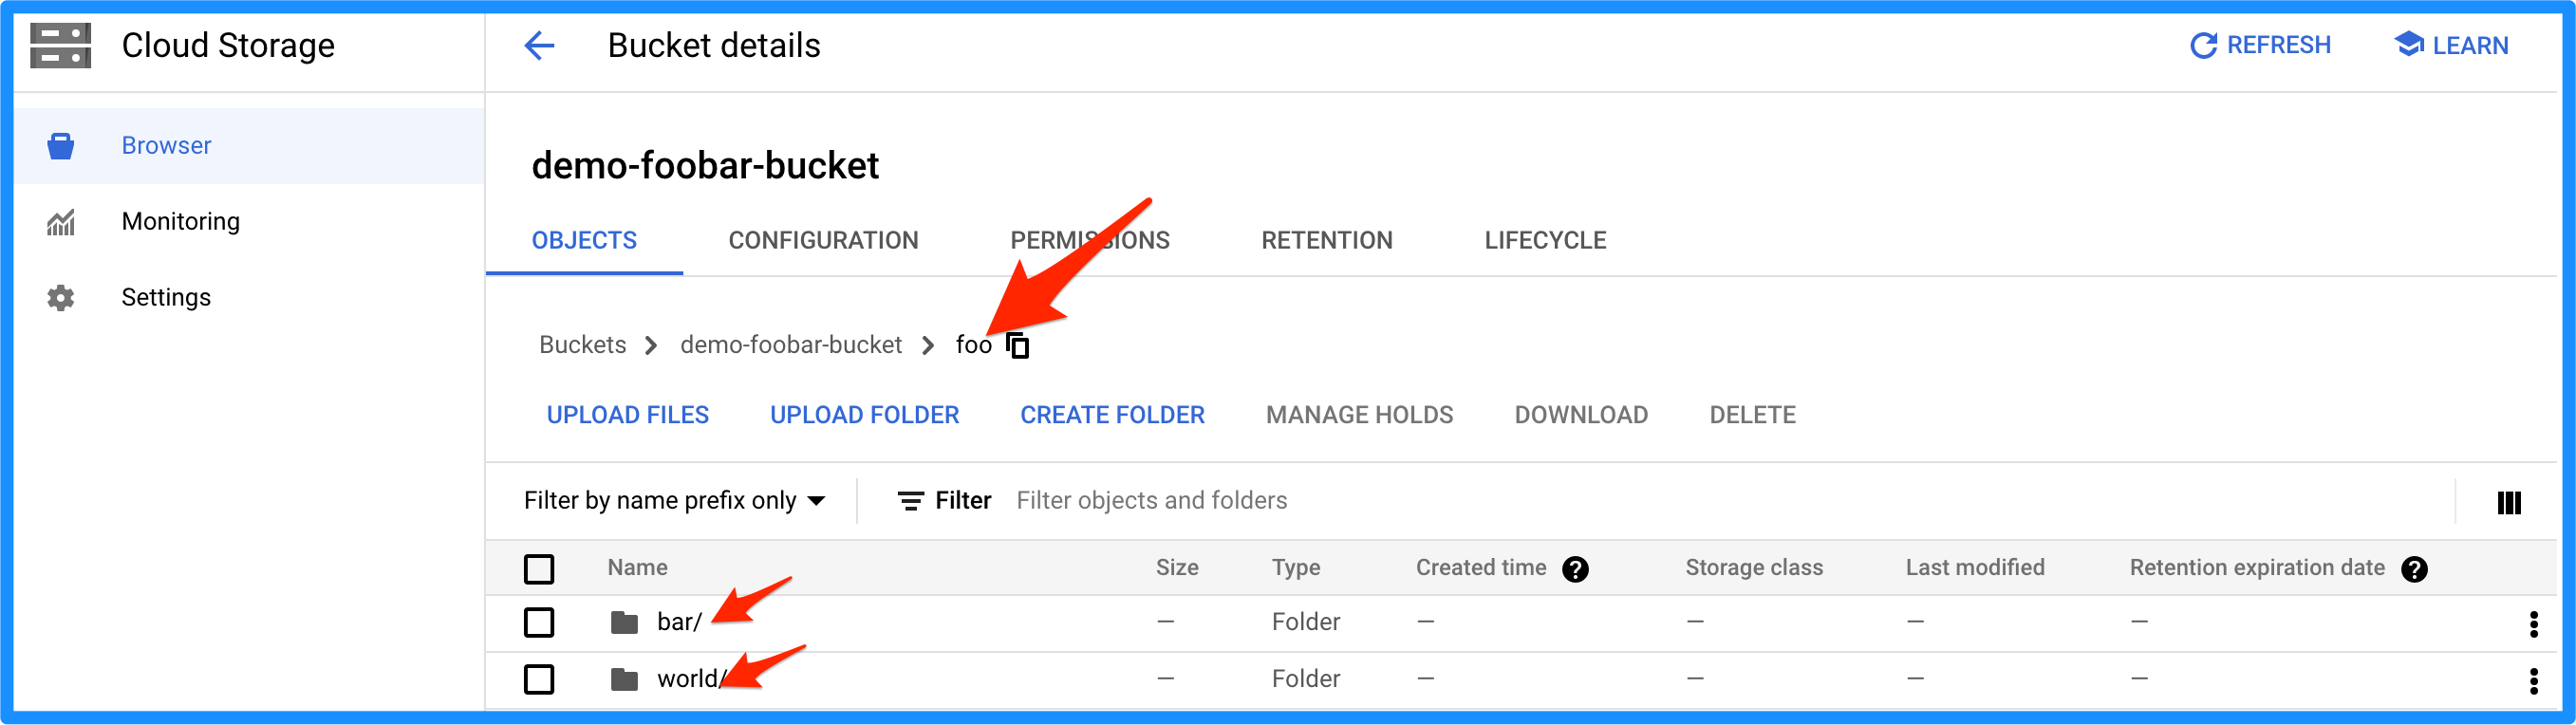 Cloud Storage
Bucket details
REFRESH
LEARN
Browser
Monitoring
Settings
demo-foobar-bucket
OBJECTS CONFIGURATION PERMISSIONS RETENTION LIFECYCLE
Buckets > demo-foobar-bucket > foo
UPLOAD FILES UPLOAD FOLDER CREATE FOLDER MANAGE HOLDS DOWNLOAD DELETE
Filter by name prefix only Filter Filter objects and folders
Name Size Type Created time ? Storage class Last modified Retention expiration date ?
bar/ — Folder — — — —
world/ — Folder — — — —